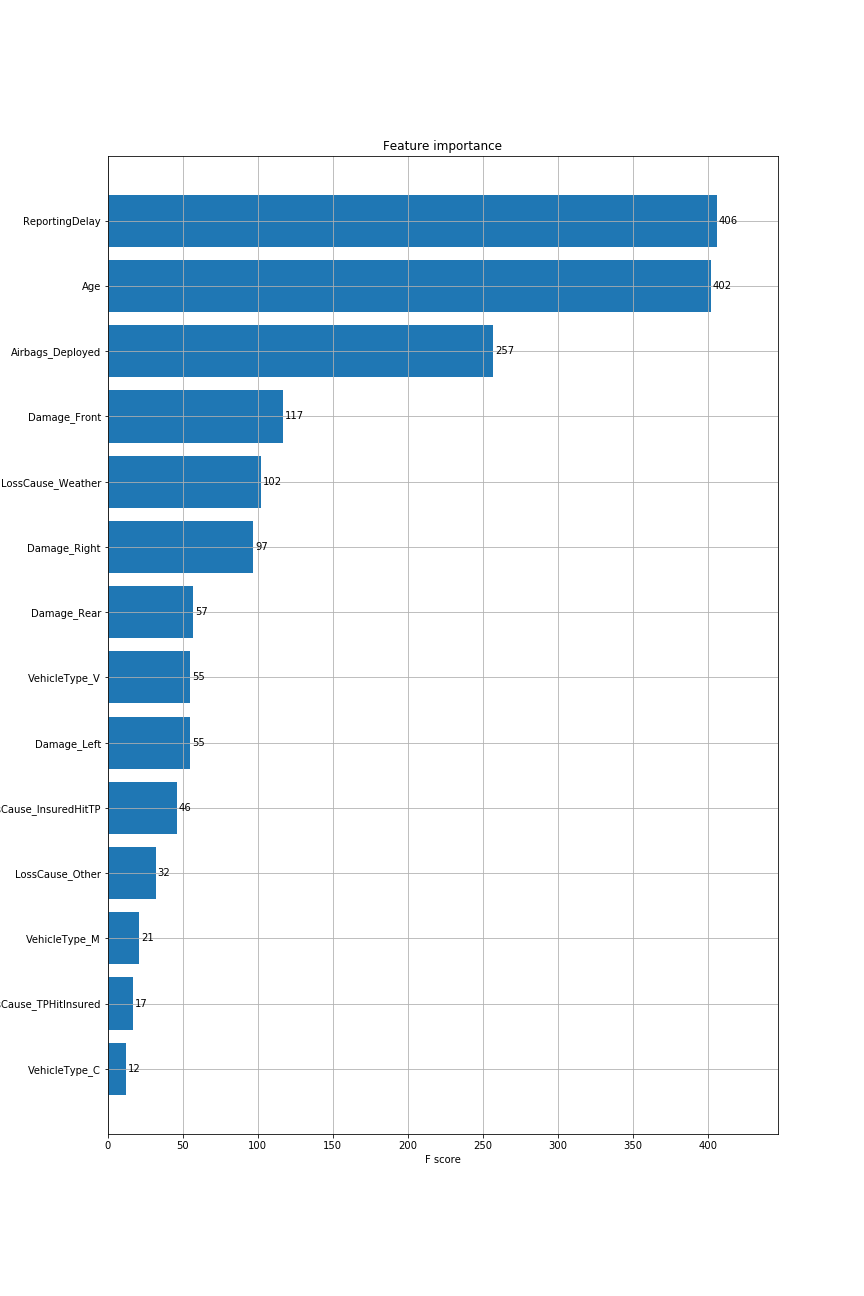 Feature importance
ReportingDelay 406
Age 402
Airbags_Deployed 257
Damage_Front 117
LossCause_Weather 102
Damage_Right 97
Damage_Rear 57
VehicleType_V 55
Damage_Left 55
Cause_InsuredHitTP 46
LossCause_Other 32
VehicleType_M 21
Cause_TPHitInsured 17
VehicleType_C 12
0 50 100 150 200 250 300 350 400
F score